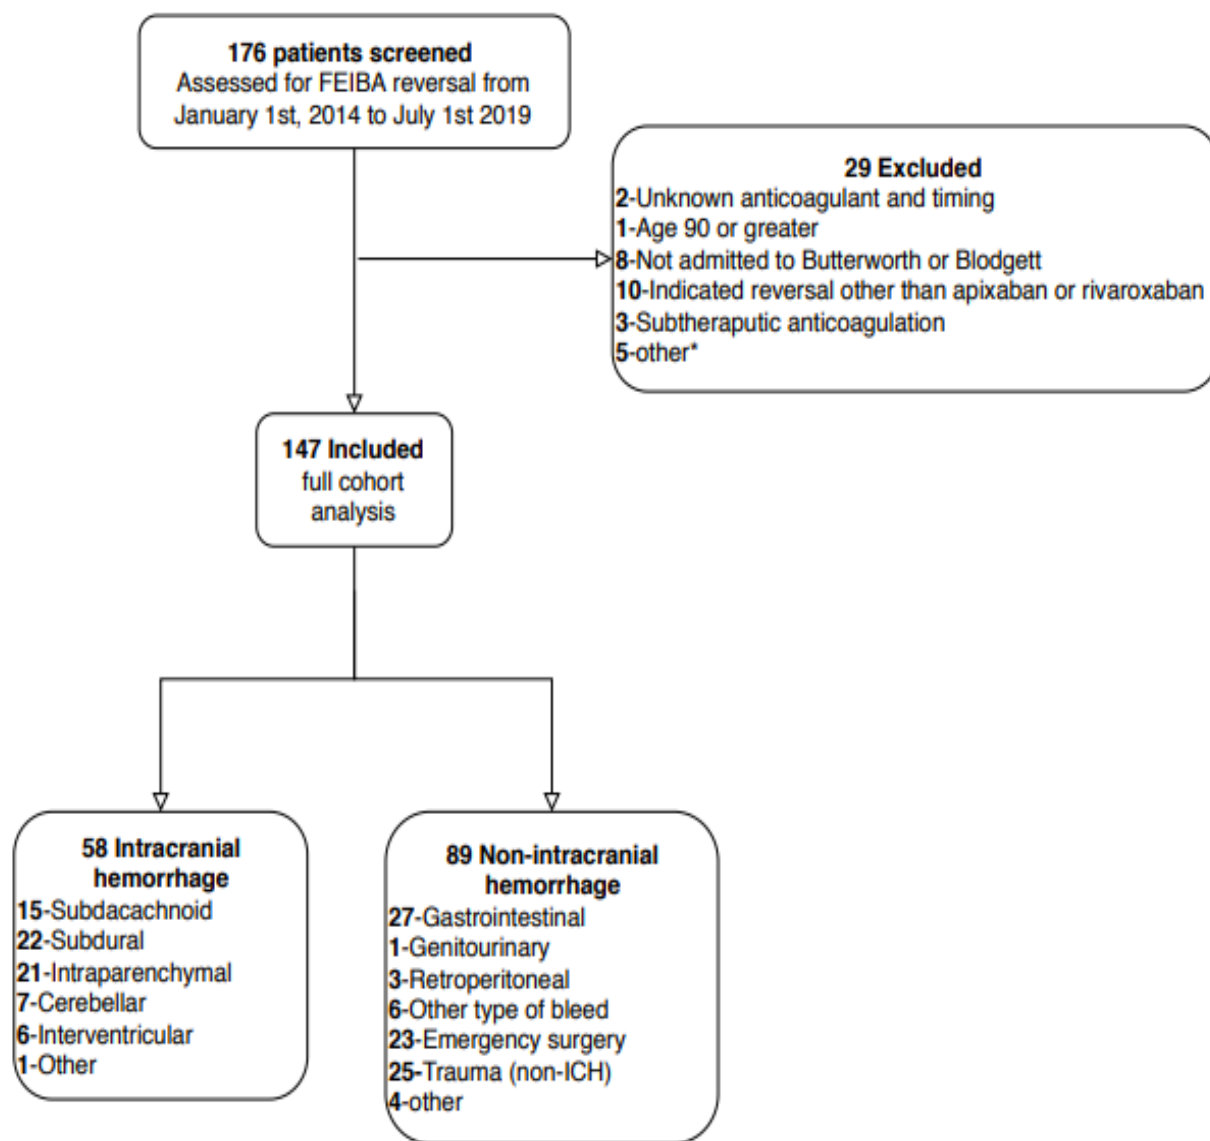 176 patients screened
Assessed for FEIBA reversal from
January 1st, 2014 to July 1st 2019
29 Excluded
2-Unknown anticoagulant and timing
1-Age 90 or greater
8-Not admitted to Butterworth or Blodgett
10-Indicated reversal other than apixaban or rivaroxaban
3-Subtheraputic anticoagulation
5-other*
147 Included
full cohort
analysis
58 Intracranial
hemorrhage
15-Subdacachnoid
22-Subdural
21-Intraparenchymal
7-Cerebellar
6-Interventricular
1-Other
89 Non-intracranial
hemorrhage
27-Gastrointestinal
1-Genitourinary
3-Retroperitoneal
6-Other type of bleed
23-Emergency surgery
25-Trauma (non-ICH)
4-other